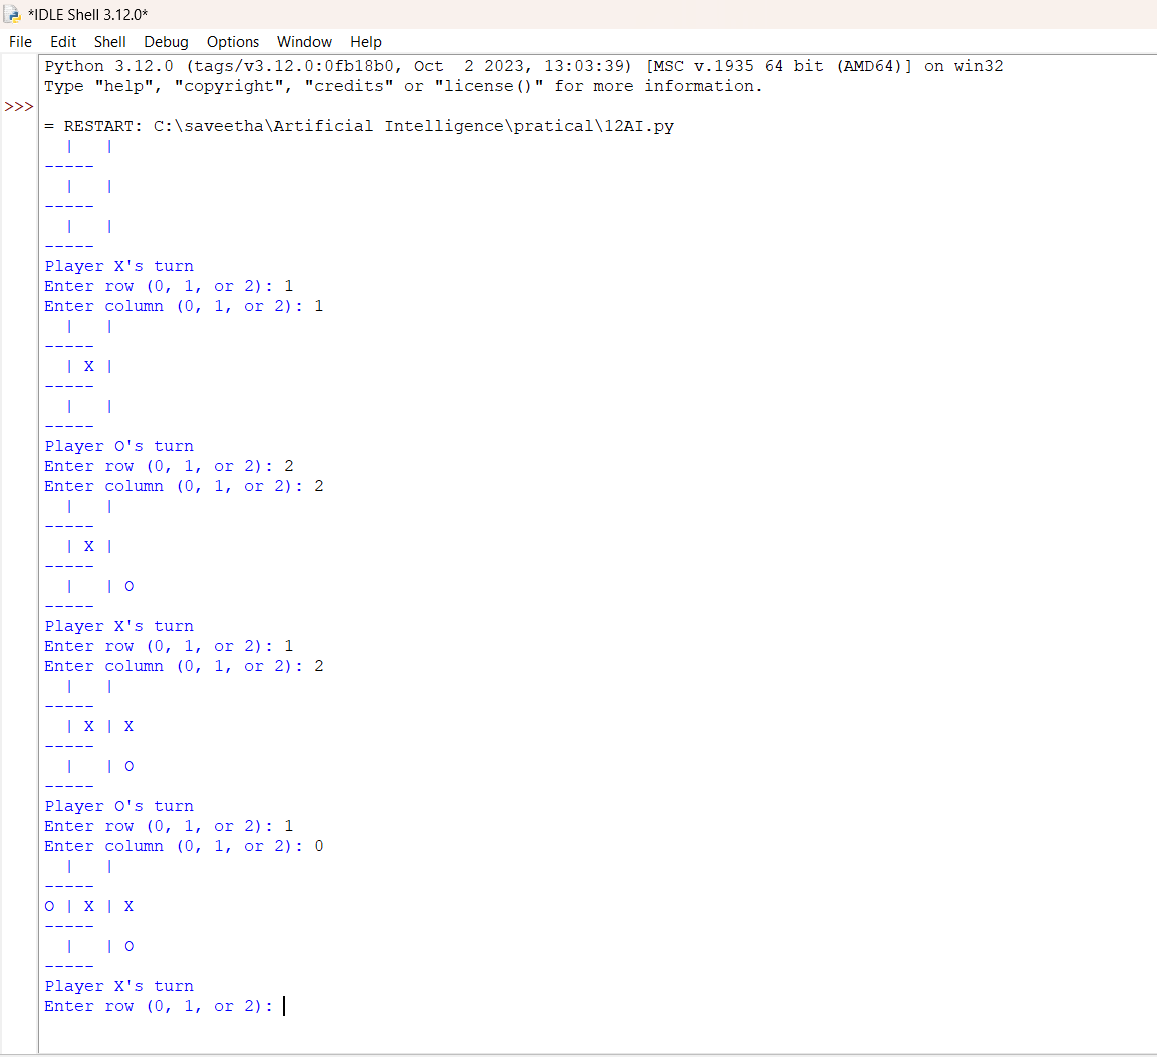 *IDLE Shell 3.12.0*
File Edit Shell Debug Options Window Help
Python 3.12.0 (tags/v3.12.0:0fb18b0, Oct  2 2023, 13:03:39) [MSC v.1935 64 bit (AMD64)] on win32
Type "help", "copyright", "credits" or "license()" for more information.
>>>
= RESTART: C:\saveetha\Artificial Intelligence\pratical\12AI.py
  |   |
-----
  |   |
-----
  |   |
-----
Player X's turn
Enter row (0, 1, or 2): 1
Enter column (0, 1, or 2): 1
  |   |
-----
  | X |
-----
  |   |
-----
Player O's turn
Enter row (0, 1, or 2): 2
Enter column (0, 1, or 2): 2
  |   |
-----
  | X |
-----
  |   | O
-----
Player X's turn
Enter row (0, 1, or 2): 1
Enter column (0, 1, or 2): 2
  |   |
-----
  | X | X
-----
  |   | O
-----
Player O's turn
Enter row (0, 1, or 2): 1
Enter column (0, 1, or 2): 0
  |   |
-----
O | X | X
-----
  |   | O
-----
Player X's turn
Enter row (0, 1, or 2):